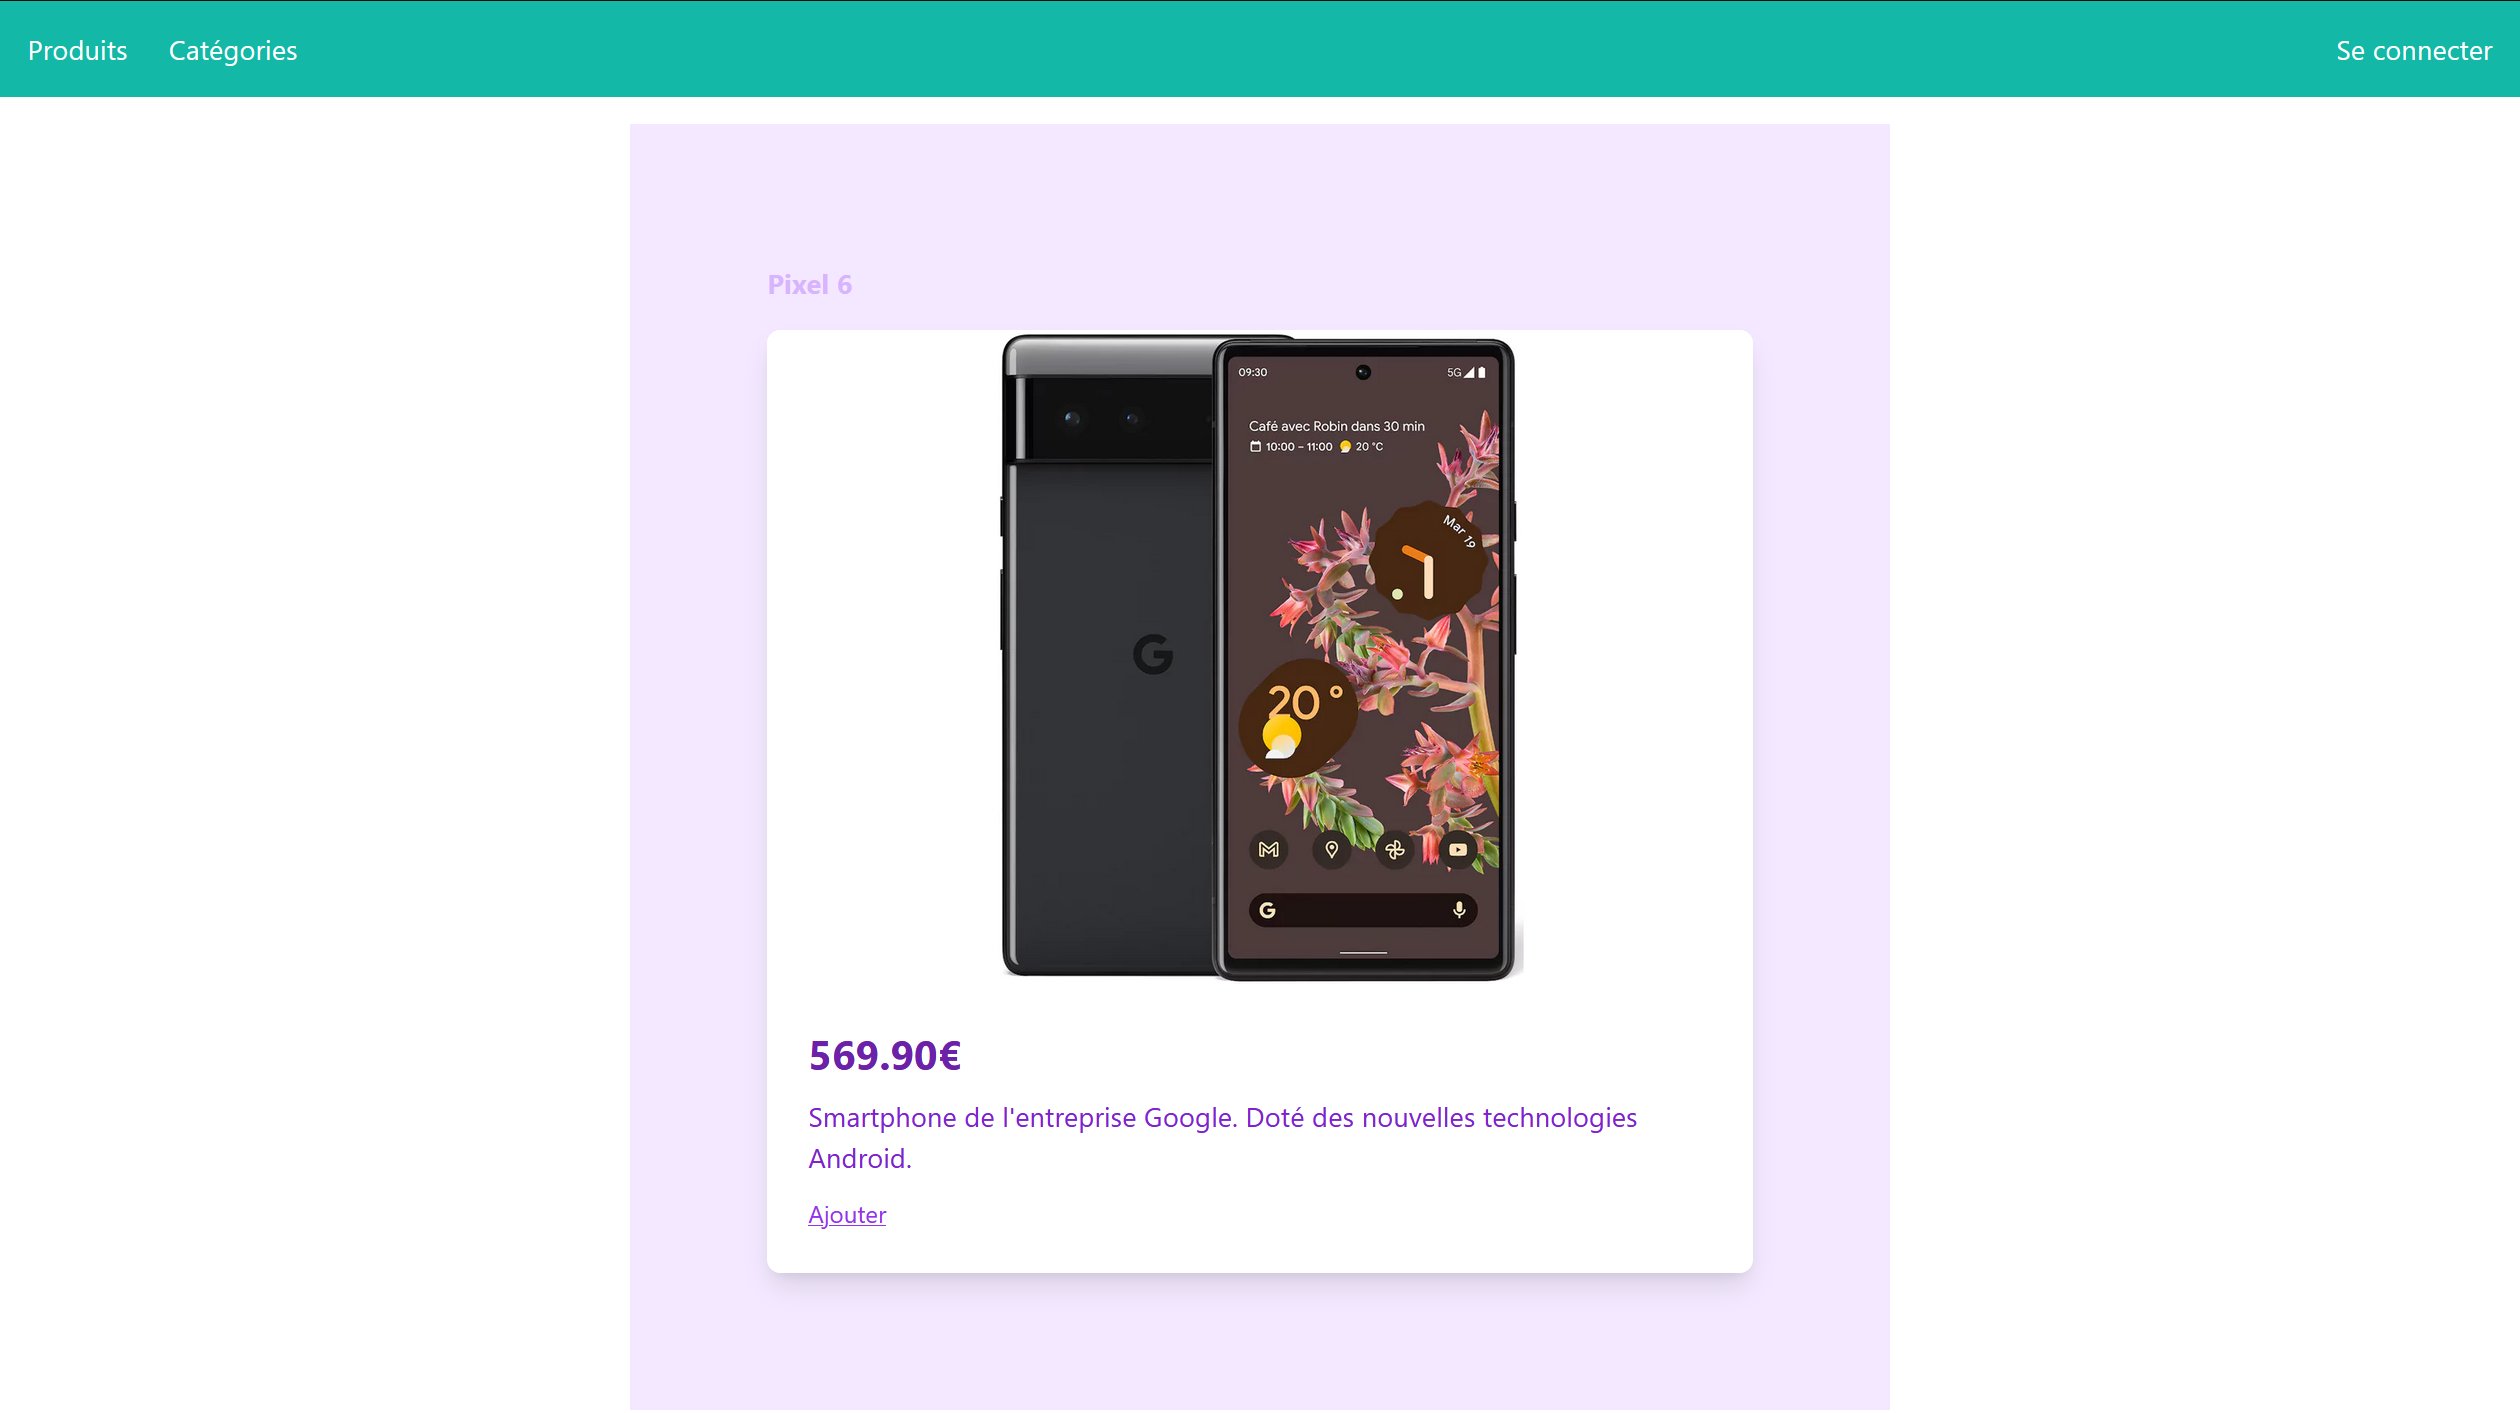 Produits Catégories Se connecter
Pixel 6
09:30 5G
Café avec Robin dans 30 min
10:00 – 11:00 20 °C
Mar 19
G
20°
G
569.90€
Smartphone de l'entreprise Google. Doté des nouvelles technologies
Android.
Ajouter